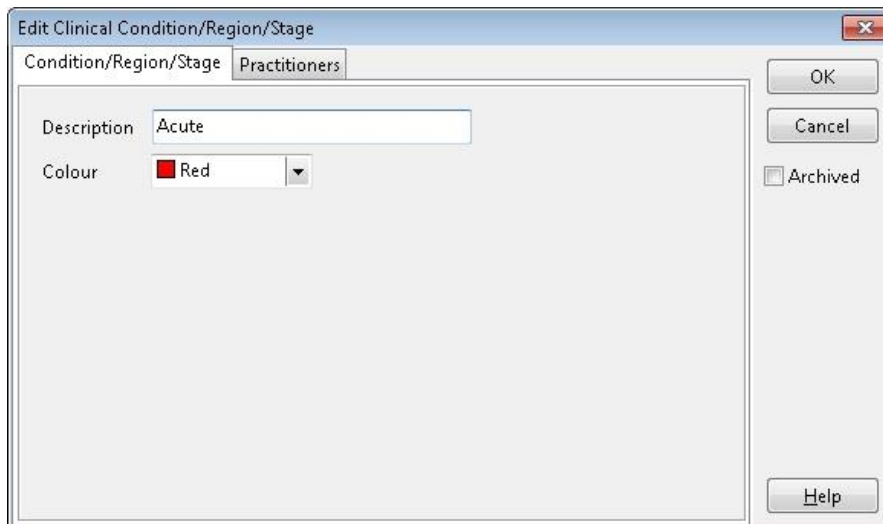 Edit Clinical Condition/Region/Stage
Condition/Region/Stage Practitioners
OK
Description Acute
Cancel
Colour Red
Archived
Help